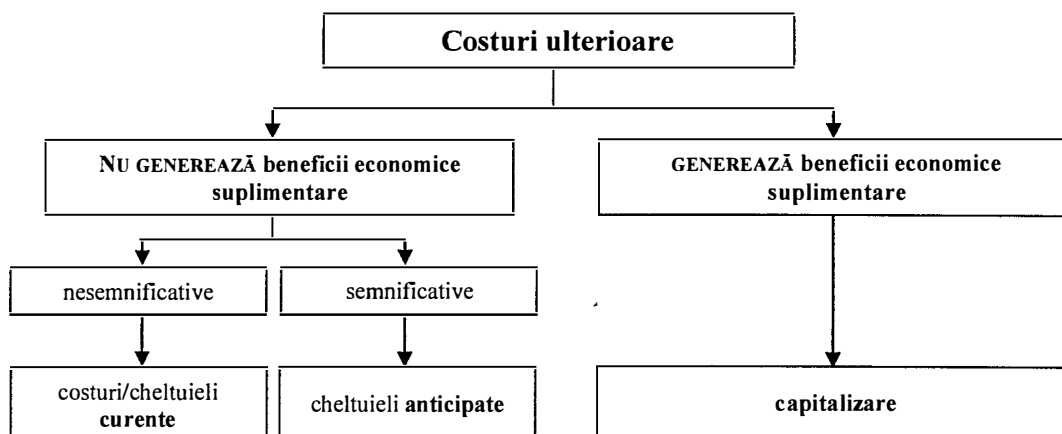 Costuri ulterioare
NU GENEREAZĂ beneficii economice
suplimentare
GENEREAZĂ beneficii economice
suplimentare
nesemnificative
semnificative
costuri/cheltuieli
curente
cheltuieli anticipate
capitalizare